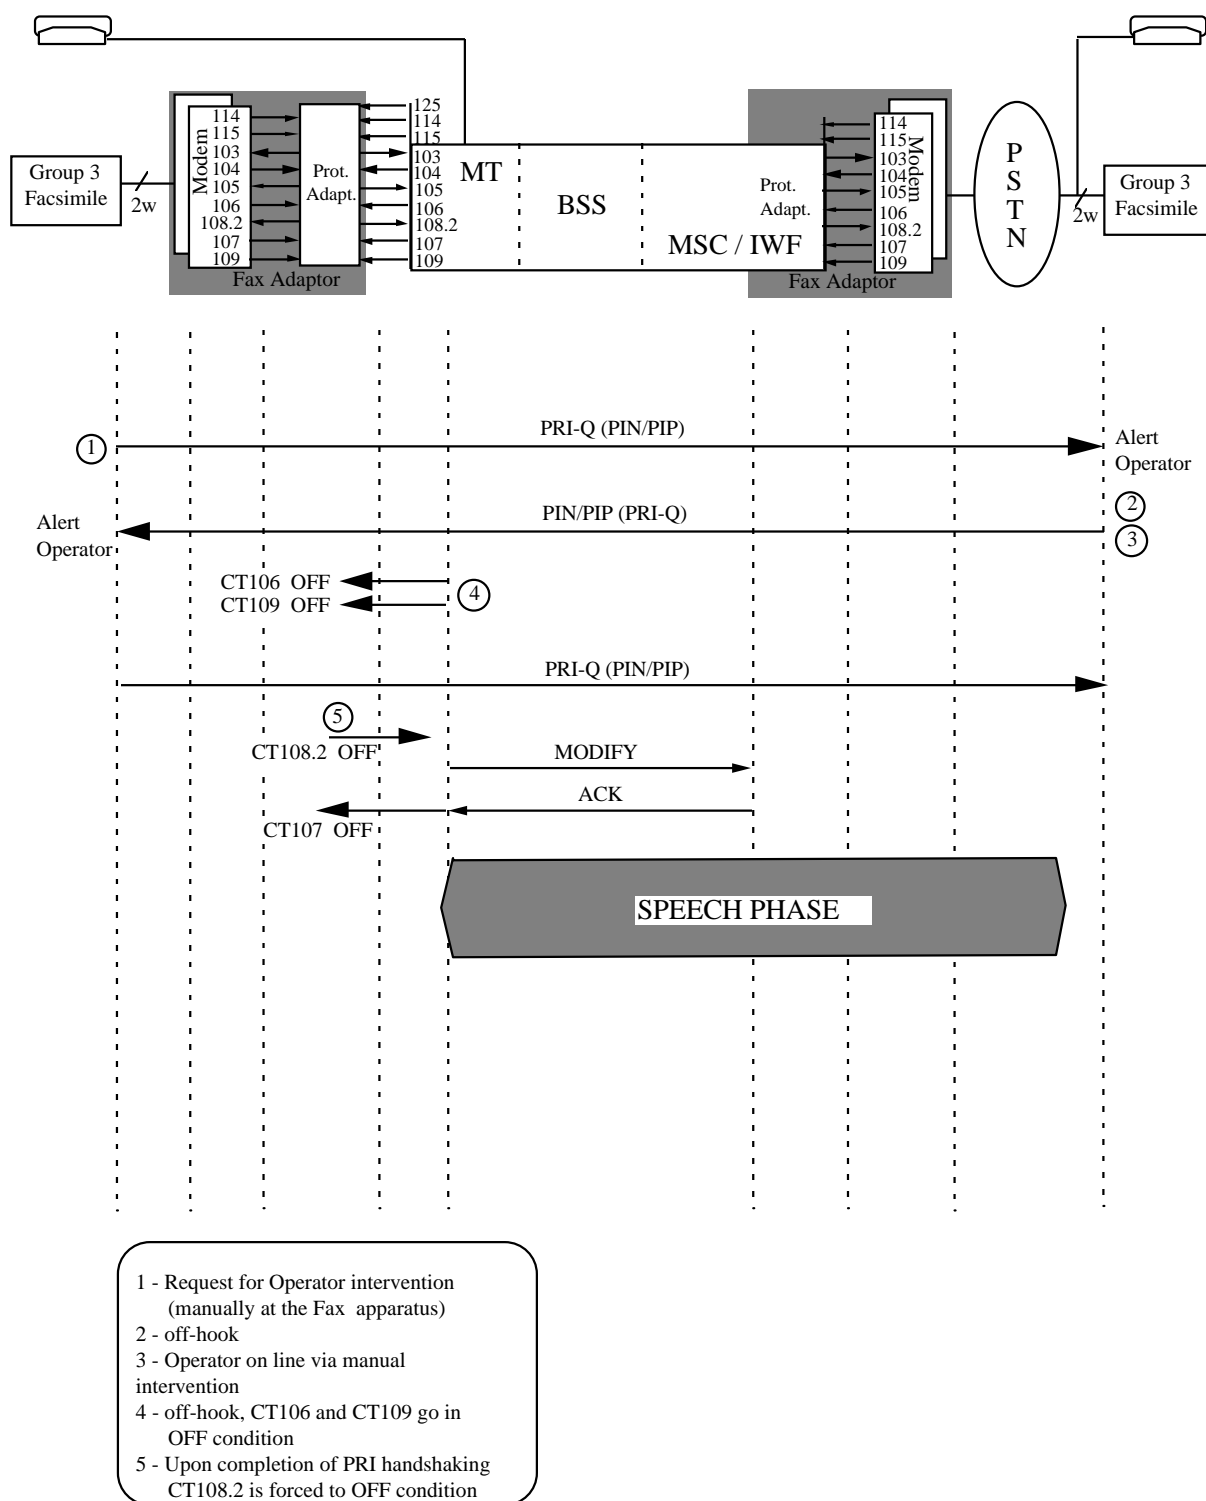 125
114
114
115
115
103
103
104
104
105
105
106
106
108.2
108.2
107
107
109
109
Modem
Prot.
Adapt.
Group 3
Facsimile
2w
Fax Adaptor
MT
BSS
MSC / IWF
Prot.
Adapt.
114
115
103
104
105
106
108.2
107
109
Modem
Fax Adaptor
P
S
T
N
2w
Group 3
Facsimile
PRI-Q (PIN/PIP)
1
Alert
Operator
2
PIN/PIP (PRI-Q)
Alert
Operator
3
CT106 OFF
CT109 OFF
4
PRI-Q (PIN/PIP)
5
CT108.2 OFF
MODIFY
ACK
CT107 OFF
SPEECH PHASE
1 - Request for Operator intervention
(manually at the Fax apparatus)
2 - off-hook
3 - Operator on line via manual
intervention
4 - off-hook, CT106 and CT109 go in
OFF condition
5 - Upon completion of PRI handshaking
CT108.2 is forced to OFF condition